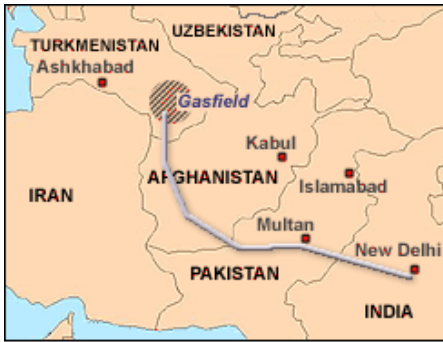 UZBEKISTAN
TURKMENISTAN
Ashkhabad
Gasfield
Kabul
AFGHANISTAN
Islamabad
IRAN
Multan
New Delhi
PAKISTAN
INDIA